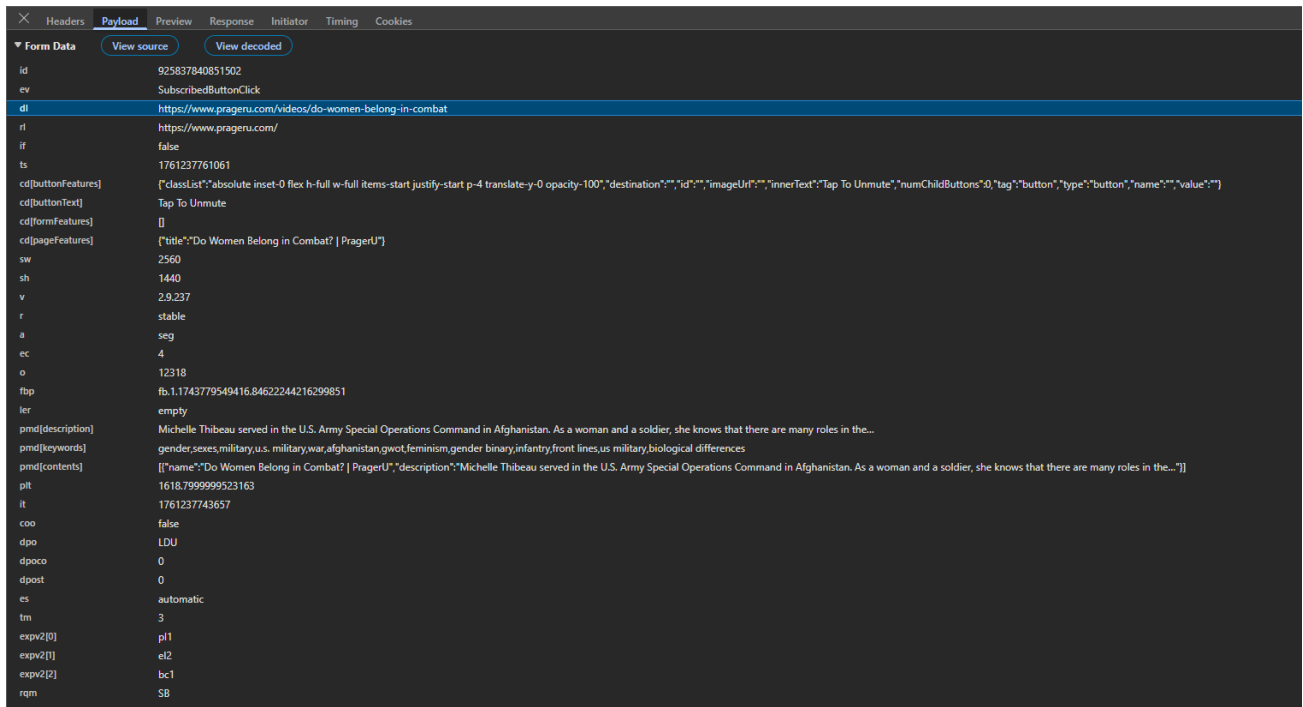 Headers Payload Preview Response Initiator Timing Cookies
▼ Form Data View source View decoded
id 925837840851502
ev SubscribedButtonClick
dl https://www.prageru.com/videos/do-women-belong-in-combat
rl https://www.prageru.com/
if false
ts 1761237761061
cd[buttonFeatures] {"classList":"absolute inset-0 flex h-full w-full items-start justify-start p-4 translate-y-0 opacity-100","destination":"","id":"","imageUrl":"","innerText":"Tap To Unmute","numChildButtons":0,"tag":"button","type":"button","name":"","value":""}
cd[buttonText] Tap To Unmute
cd[formFeatures] []
cd[pageFeatures] {"title":"Do Women Belong in Combat? | PragerU"}
sw 2560
sh 1440
v 2.9.237
r stable
a seg
ec 4
o 12318
fbp fb.1.1743779549416.84622244216299851
ler empty
pmd[description] Michelle Thibeau served in the U.S. Army Special Operations Command in Afghanistan. As a woman and a soldier, she knows that there are many roles in the...
pmd[keywords] gender,sexes,military,u.s. military,war,afghanistan,gwot,feminism,gender binary,infantry,front lines,us military,biological differences
pmd[contents] [{"name":"Do Women Belong in Combat? | PragerU","description":"Michelle Thibeau served in the U.S. Army Special Operations Command in Afghanistan. As a woman and a soldier, she knows that there are many roles in the..."}]
plt 1618.7999999523163
it 1761237743657
coo false
dpo LDU
dpoco 0
dpost 0
es automatic
tm 3
expv2[0] pl1
expv2[1] el2
expv2[2] bc1
rqm SB